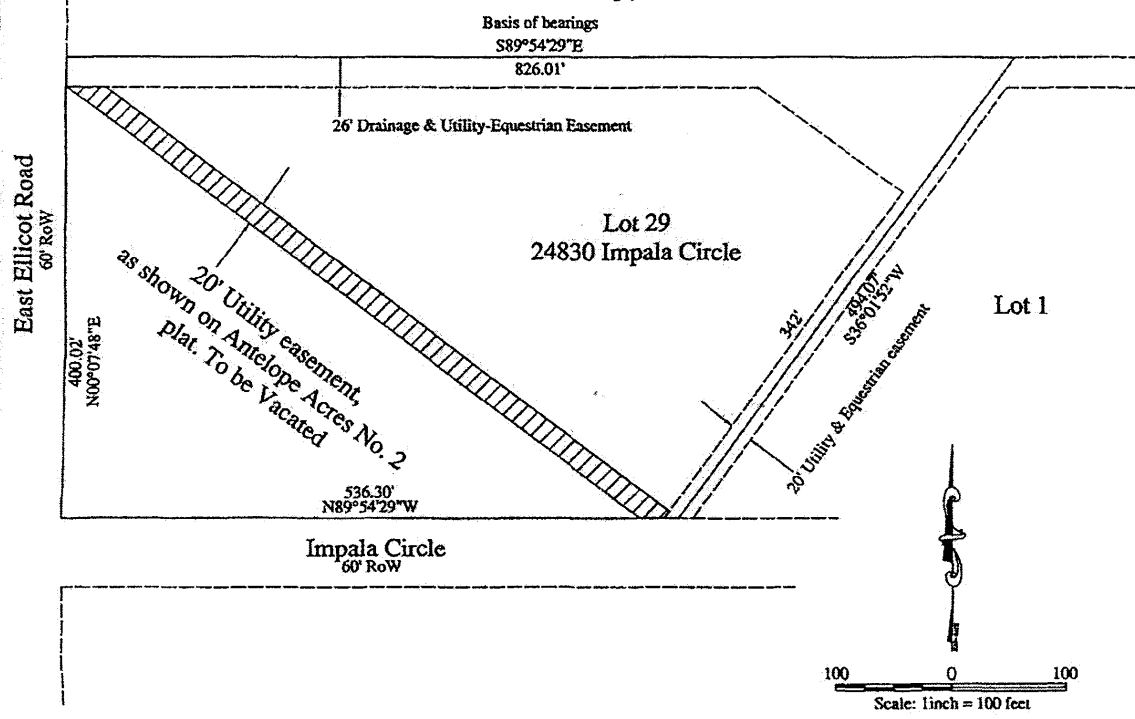 Basis of bearings
S89°54'29"E
826.01'
26' Drainage & Utility-Equestrian Easement
East Ellicot Road
60' RoW
400.02'
N00°07'48"E
20' Utility easement,
as shown on Antelope Acres No. 2
plat. To be Vacated
Lot 29
24830 Impala Circle
342'
494.07'
S36°01'52"W
20' Utility & Equestrian easement
Lot 1
536.30'
N89°54'29"W
Impala Circle
60' RoW
100 0 100
Scale: 1inch = 100 feet